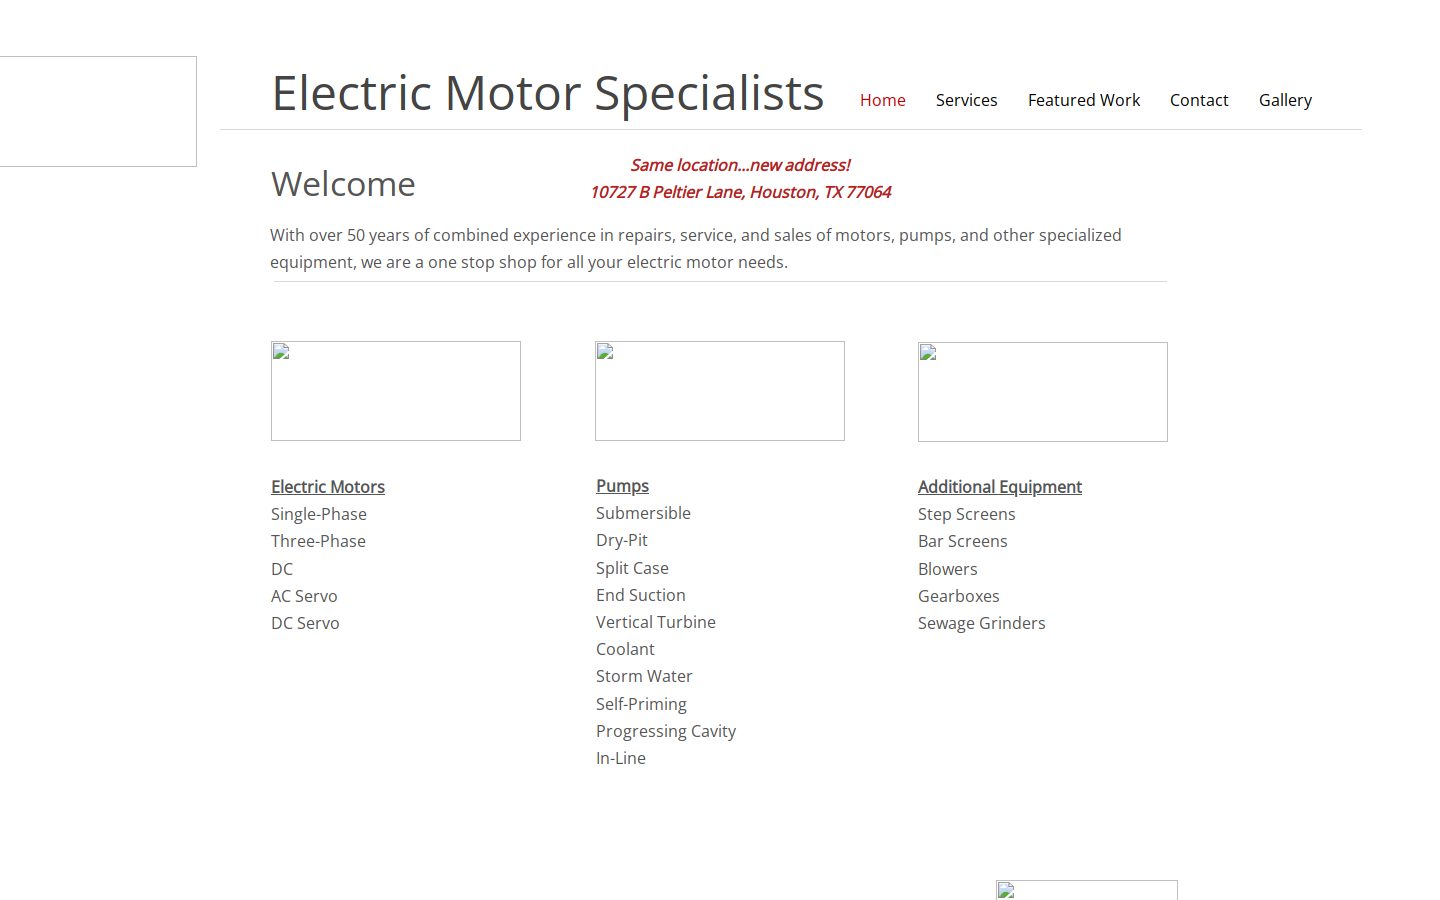 Electric Motor Specialists
Home
Services
Featured Work
Contact
Gallery
Welcome
Same location...new address!
10727 B Peltier Lane, Houston, TX 77064
With over 50 years of combined experience in repairs, service, and sales of motors, pumps, and other specialized
equipment, we are a one stop shop for all your electric motor needs.
Electric Motors
Single-Phase
Three-Phase
DC
AC Servo
DC Servo
Pumps
Submersible
Dry-Pit
Split Case
End Suction
Vertical Turbine
Coolant
Storm Water
Self-Priming
Progressing Cavity
In-Line
Additional Equipment
Step Screens
Bar Screens
Blowers
Gearboxes
Sewage Grinders